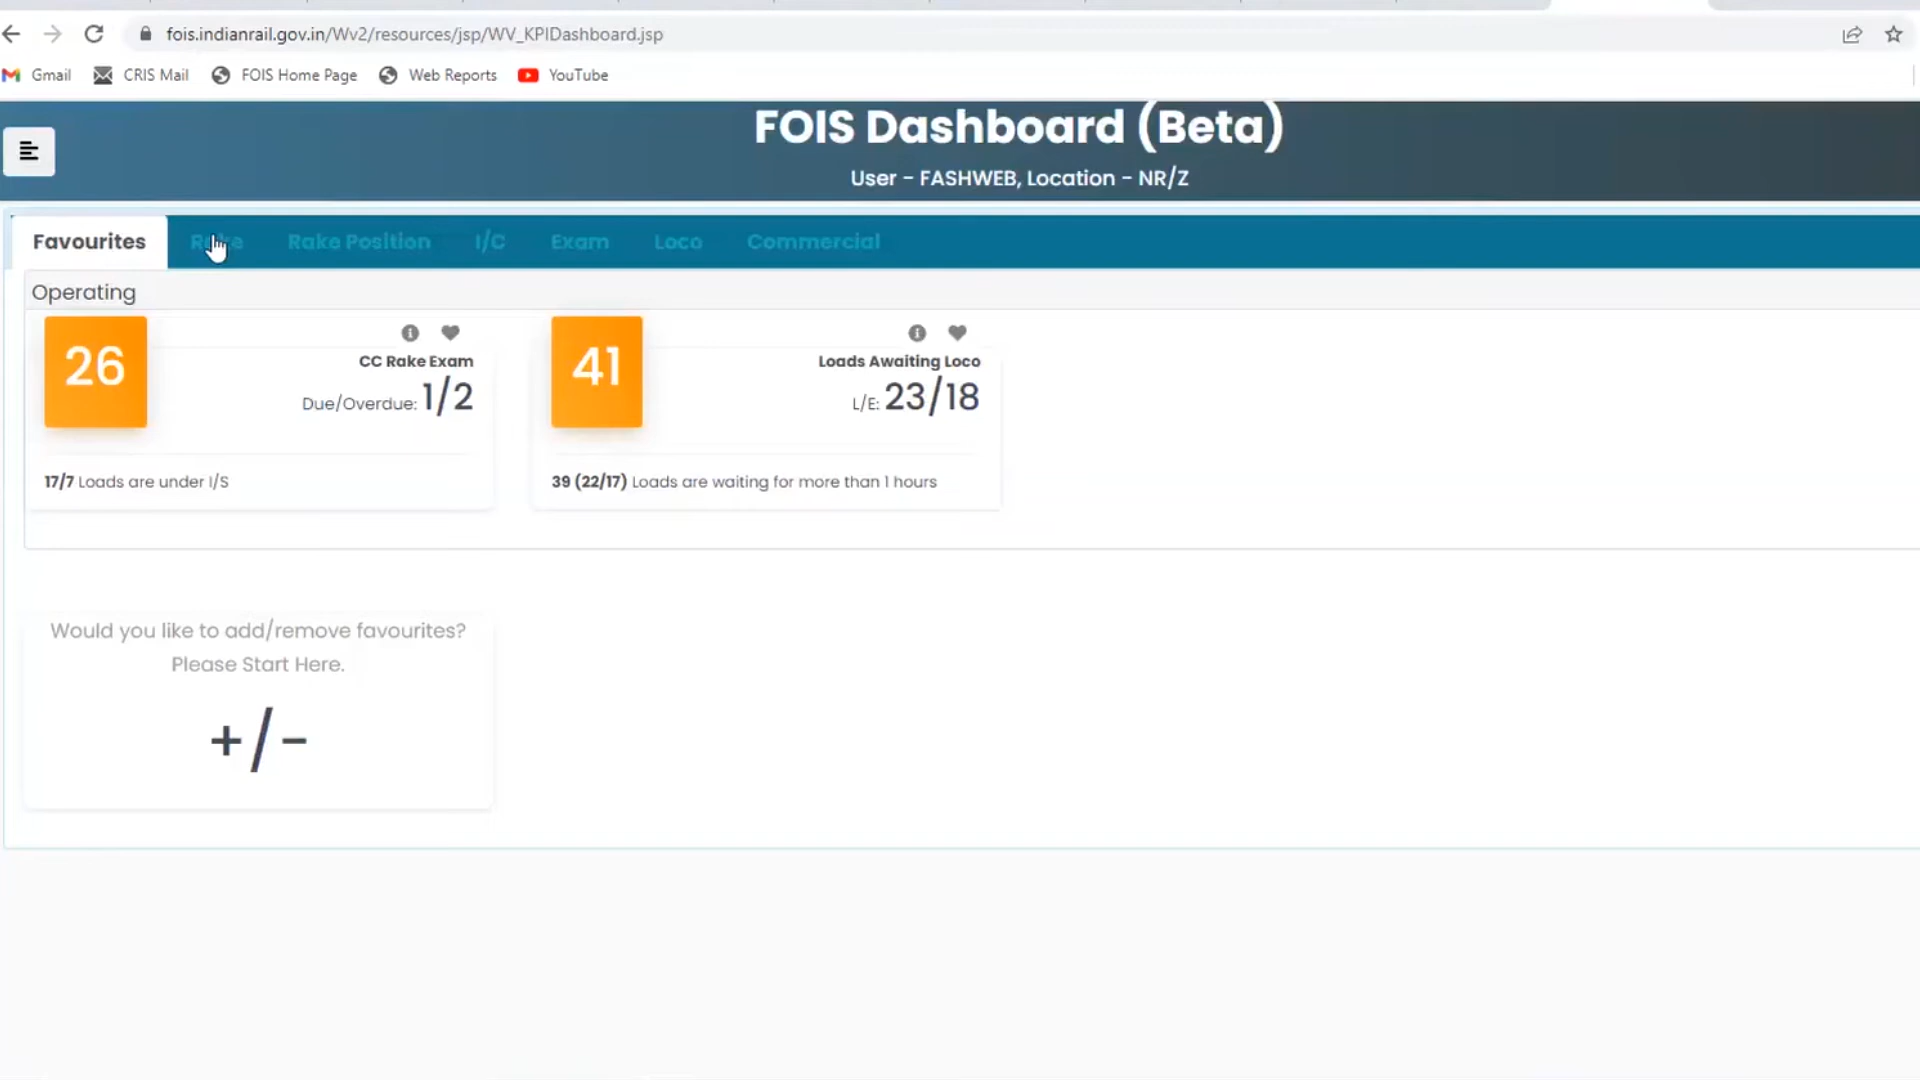 fois.indianrail.gov.in/Wv2/resources/jsp/WV_KPIDashboard.jsp
Gmail CRIS Mail FOIS Home Page Web Reports YouTube
FOIS Dashboard (Beta)
User - FASHWEB, Location - NR/Z
Favourites Rake Rake Position I/C Exam Loco Commercial
Operating
26
CC Rake Exam
Due/Overdue: 1/2
17/7 Loads are under I/S
41
Loads Awaiting Loco
L/E: 23/18
39 (22/17) Loads are waiting for more than 1 hours
Would you like to add/remove favourites?
Please Start Here.
+/-